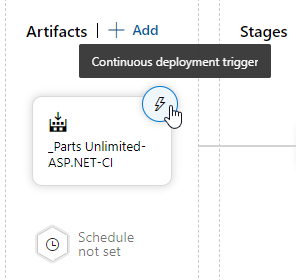 Artifacts | + Add
Stages
Continuous deployment trigger
_Parts Unlimited-
ASP.NET-CI
Schedule
not set